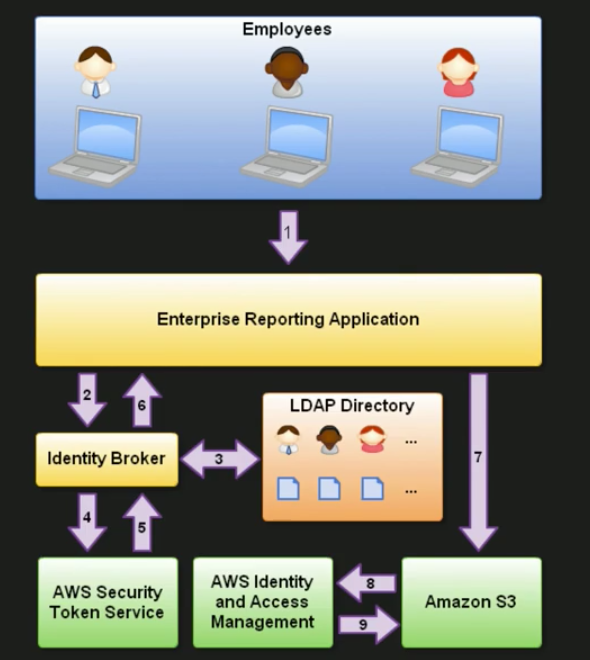 Employees
1
Enterprise Reporting Application
2
6
LDAP Directory
...
Identity Broker
3
7
...
4
5
AWS Security
Token Service
AWS Identity
and Access
Management
8
9
Amazon S3